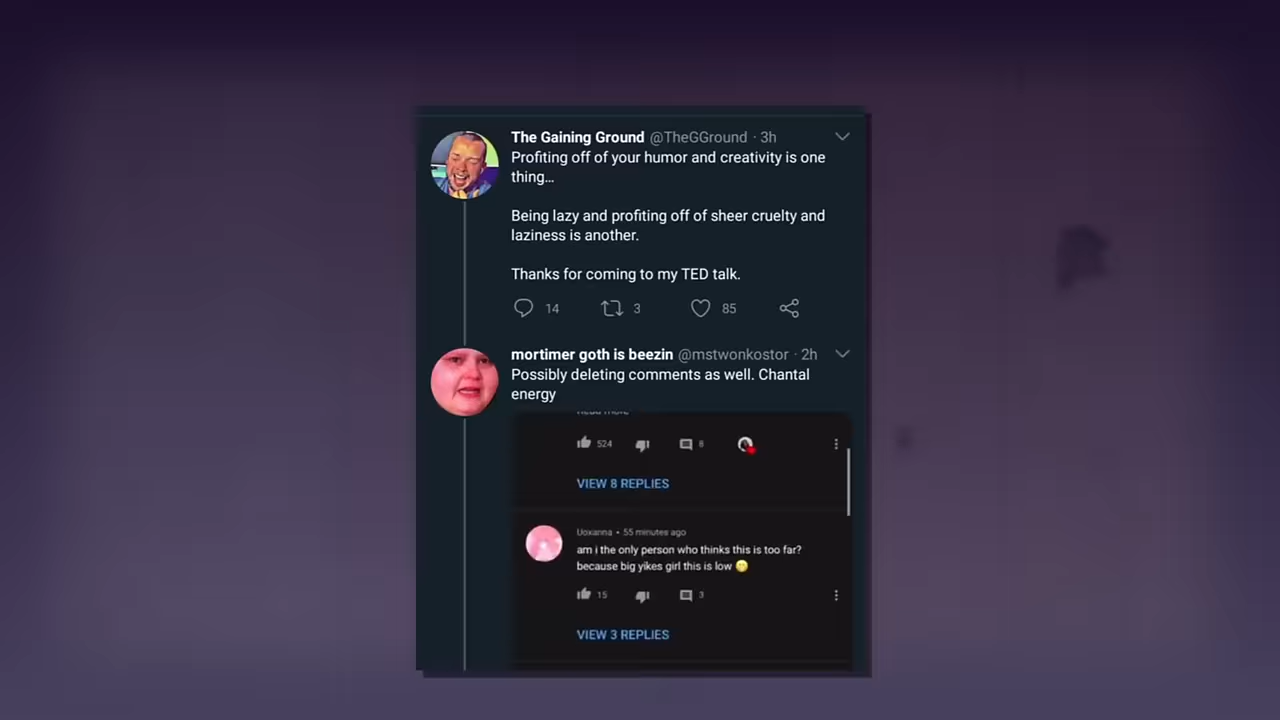 The Gaining Ground @TheGGround · 3h
Profiting off of your humor and creativity is one
thing...
Being lazy and profiting off of sheer cruelty and
laziness is another.
Thanks for coming to my TED talk.
14 3 85
mortimer goth is beezin @mstwonkostor · 2h
Possibly deleting comments as well. Chantal
energy
Read more
524 8
VIEW 8 REPLIES
Uoxanna • 55 minutes ago
am i the only person who thinks this is too far?
because big yikes girl this is low 🤭
15 3
VIEW 3 REPLIES